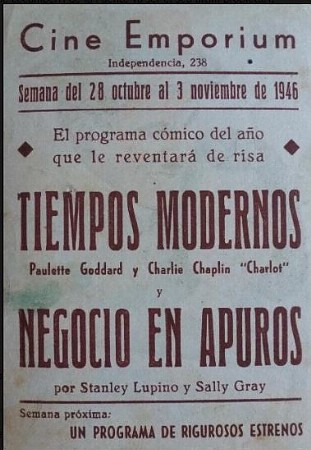 Cine Emporium
Independencia, 238
Semana del 28 octubre al 3 noviembre de 1946
El programa cómico del año
que le reventará de risa
TIEMPOS MODERNOS
Paulette Goddard y Charlie Chaplin "Charlot"
y
NEGOCIO EN APUROS
por Stanley Lupino y Sally Gray
Semana próxima:
UN PROGRAMA DE RIGUROSOS ESTRENOS